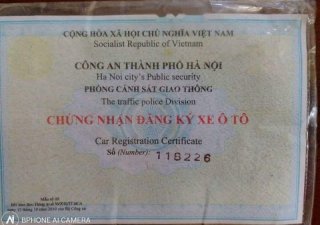 CỘNG HÒA XÃ HỘI CHỦ NGHĨA VIỆT NAM
Socialist Republic of Vietnam
CÔNG AN THÀNH PHỐ HÀ NỘI
Ha Noi city's Public security
PHÒNG CẢNH SÁT GIAO THÔNG
The traffic police Division
CHỨNG NHẬN ĐĂNG KÝ XE Ô TÔ
Car Registration Certificate
Số (Number): 118226
BPHONE AI CAMERA